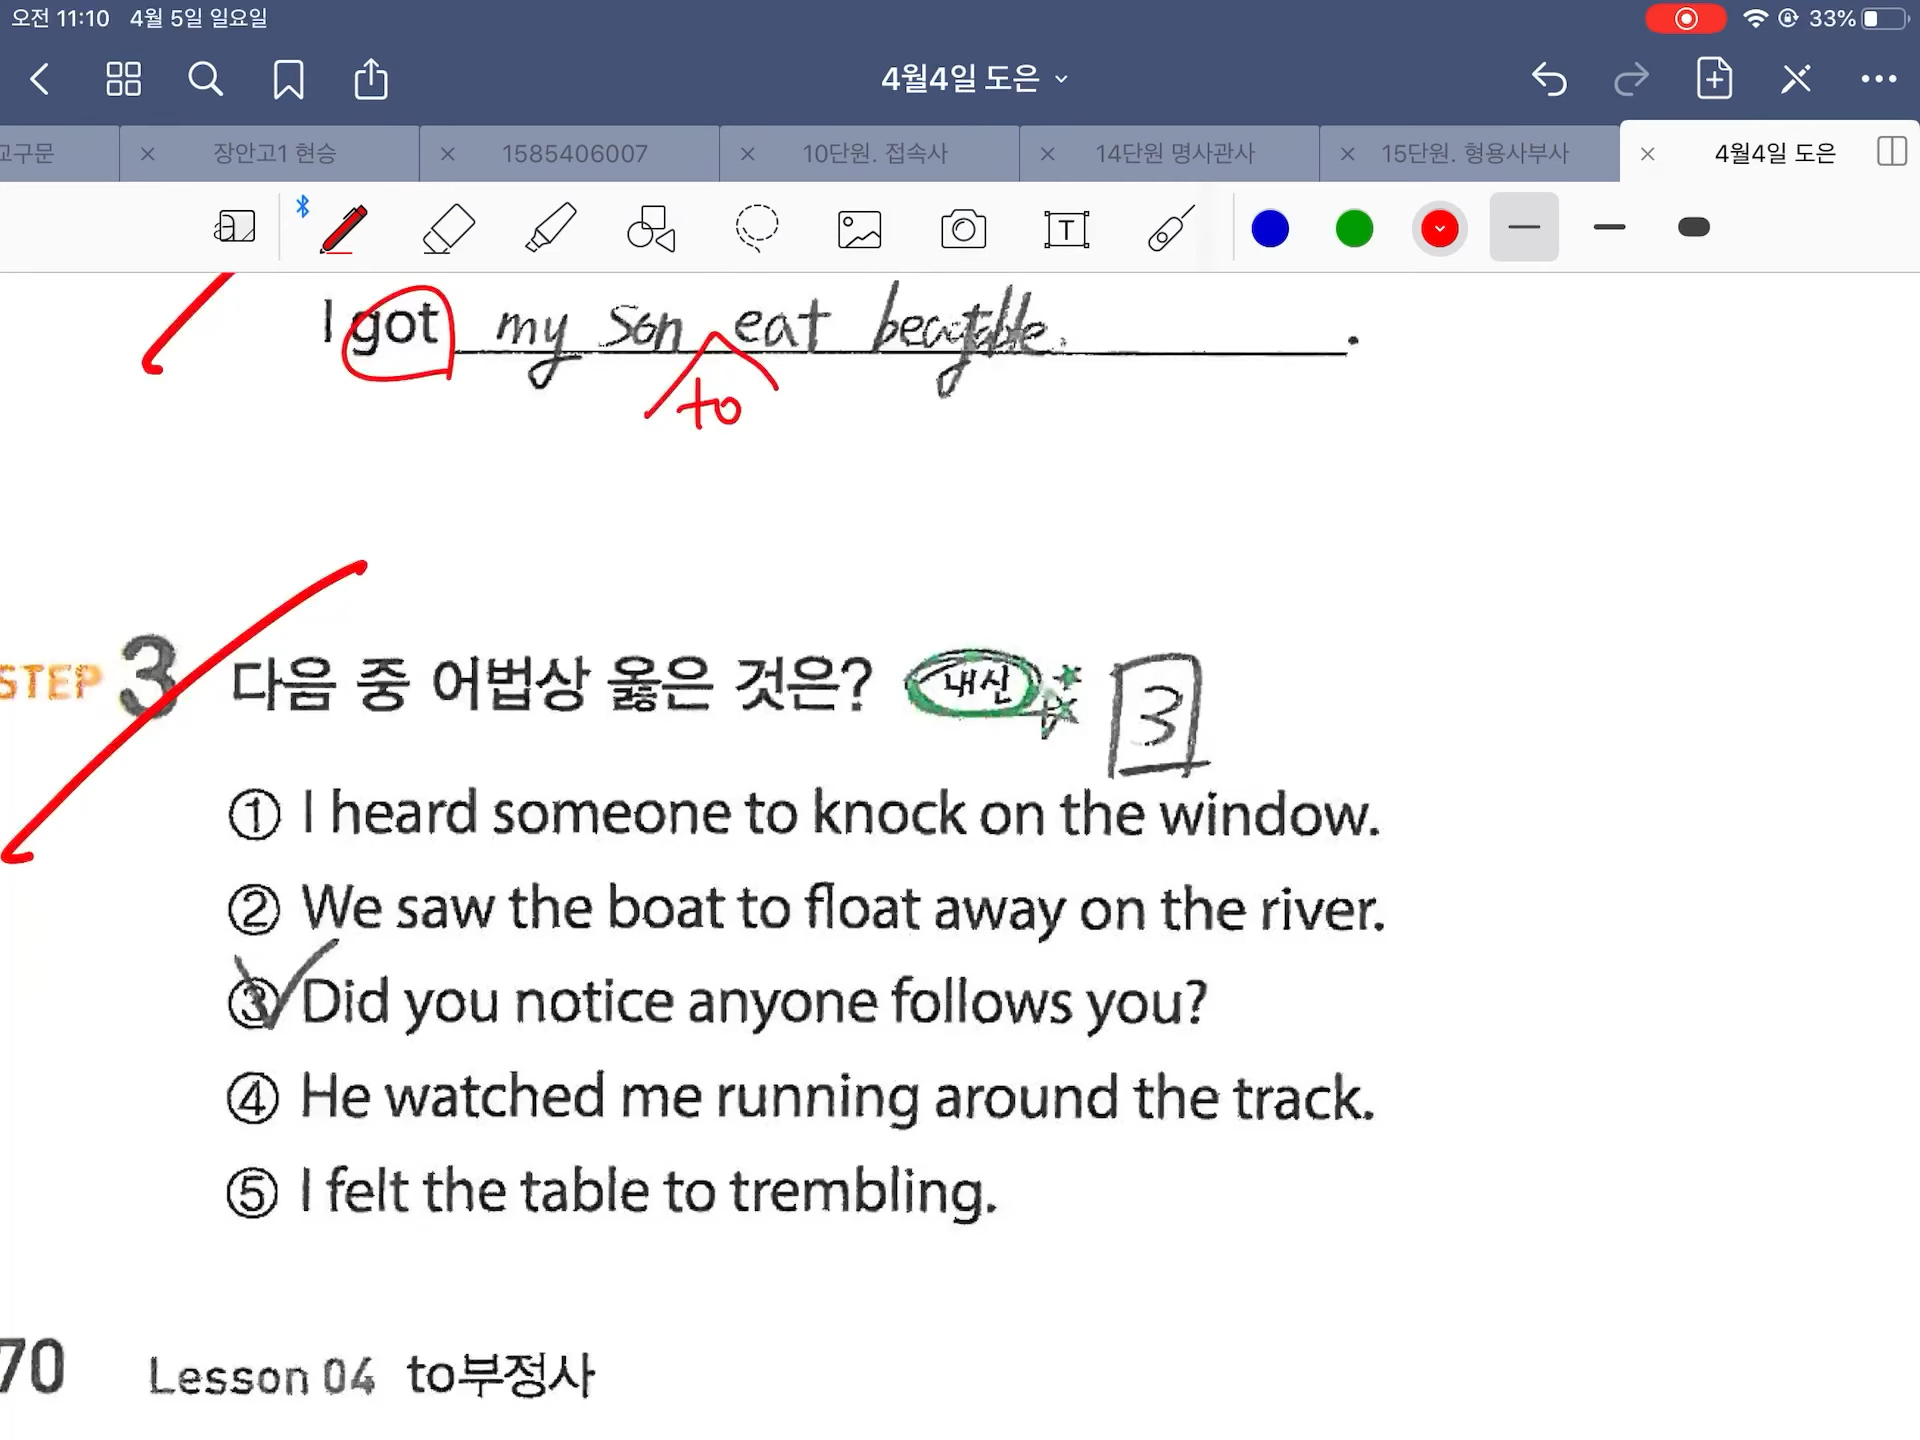 오전 11:10 4월 5일 일요일 33%
4월4일 도은
교구문 장안고1 현승 1585406007 10단원. 접속사 14단원 명사관사 15단원. 형용사부사 4월4일 도은
I got my son eat .
to
STEP 3 다음 중 어법상 옳은 것은? 내신 3
① I heard someone to knock on the window.
② We saw the boat to float away on the river.
③ Did you notice anyone follows you?
④ He watched me running around the track.
⑤ I felt the table to trembling.
70 Lesson 04 to부정사